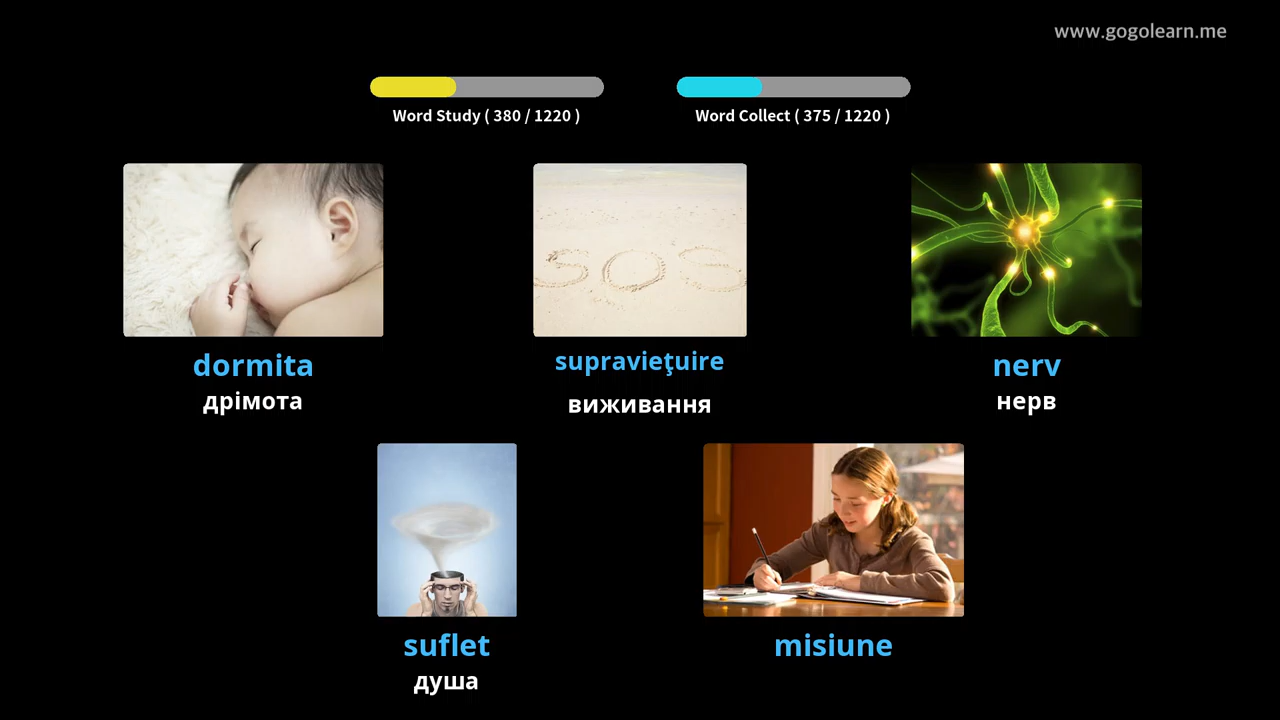 www.gogolearn.me
Word Study ( 380 / 1220 )
Word Collect ( 375 / 1220 )
dormita
дрімота
supravieţuire
виживання
nerv
нерв
SOS
suflet
душа
misiune